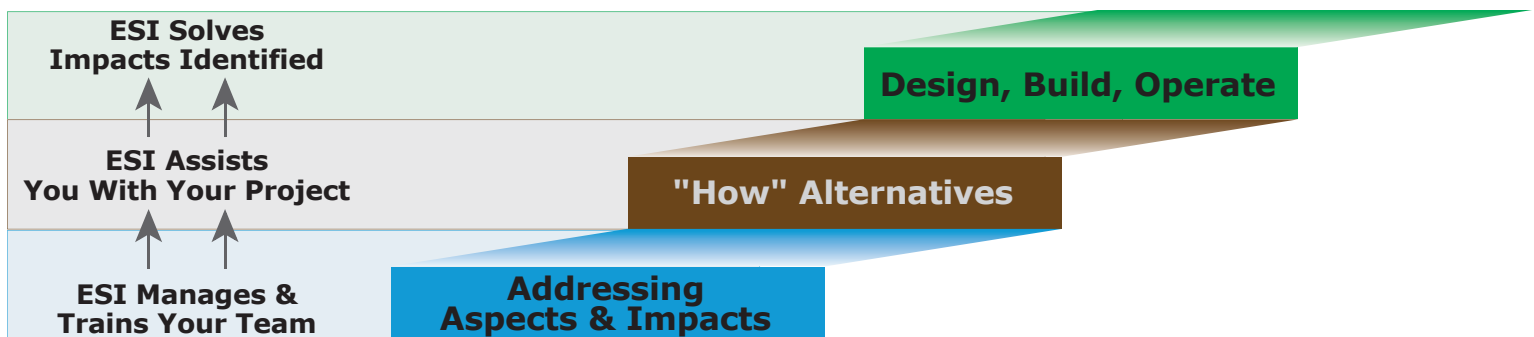 ESI Solves
Impacts Identified
Design, Build, Operate
ESI Assists
You With Your Project
"How" Alternatives
ESI Manages &
Trains Your Team
Addressing
Aspects & Impacts